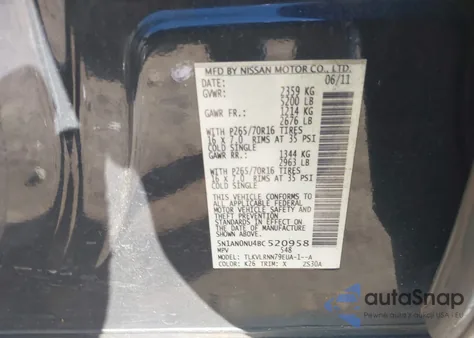 MFD BY NISSAN MOTOR CO., LTD.
DATE: 06/11
GVWR: 2359 KG
5200 LB
GAWR FR.: 1214 KG
2676 LB
WITH P265/70R16 TIRES
16 X 7.0 RIMS AT 35 PSI
COLD SINGLE
GAWR RR.: 1344 KG
2963 LB
WITH P265/70R16 TIRES
16 X 7.0 RIMS AT 35 PSI
COLD SINGLE
THIS VEHICLE CONFORMS TO ALL
APPLICABLE FEDERAL
MOTOR VEHICLE SAFETY AND
THEFT PREVENTION
STANDARDS IN EFFECT ON THE
DATE OF MANUFACTURE
SHOWN ABOVE.
5N1AN0NU4BC520958
MPV 548
MODEL: TLKVLRNN79EUA-1--A
COLOR: K26 TRIM: X 2S30A
autoSnap